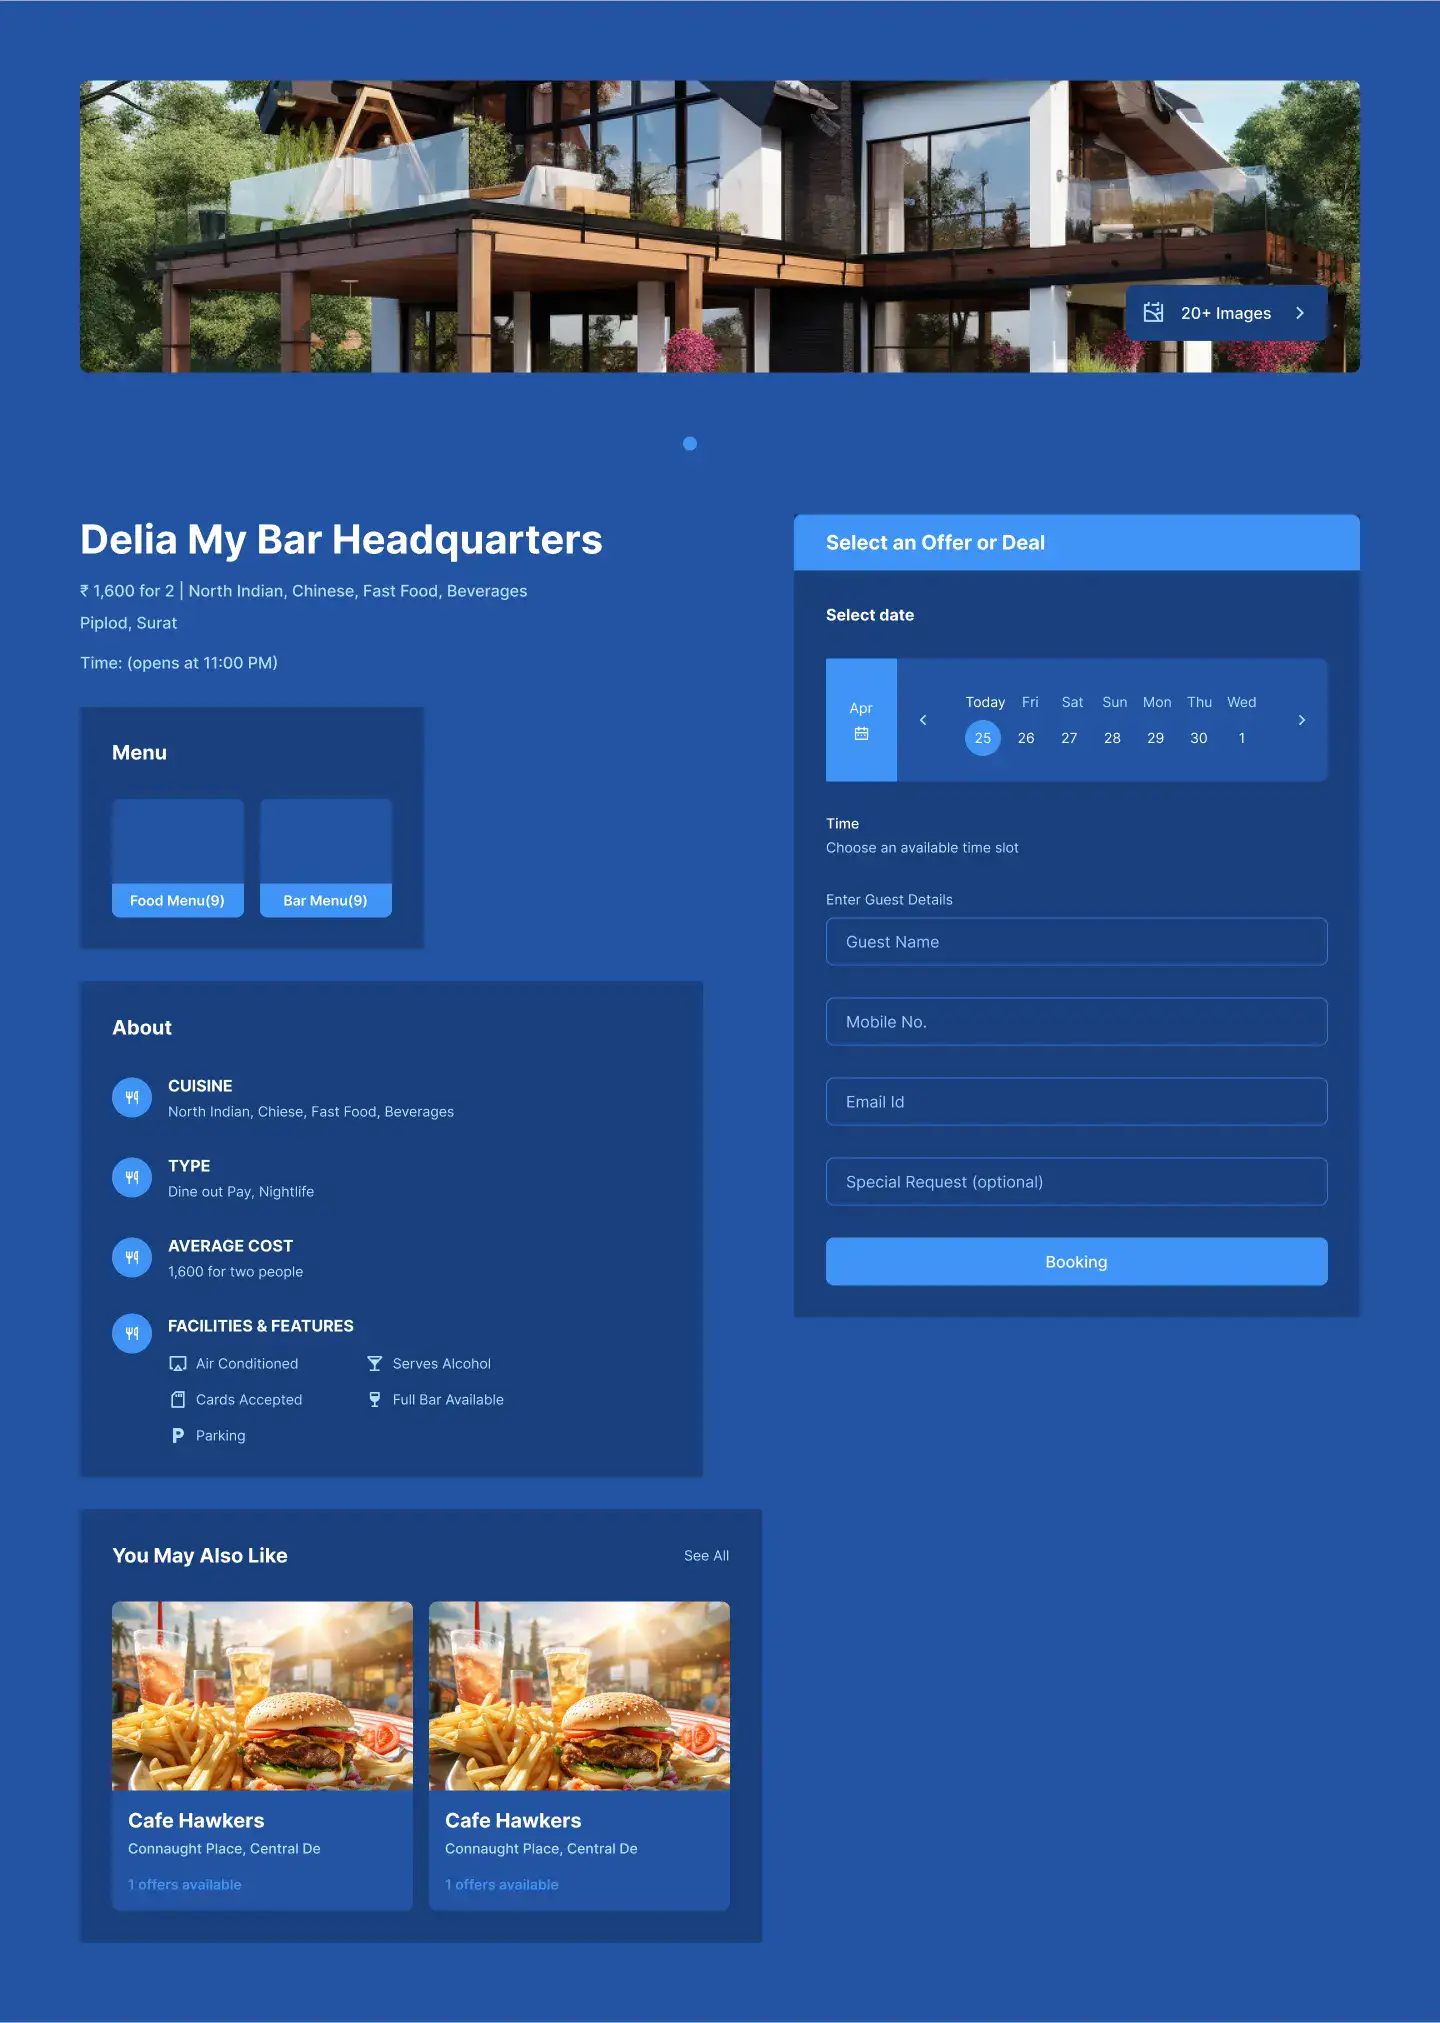 20+ Images
Delia My Bar Headquarters
₹ 1,600 for 2 | North Indian, Chinese, Fast Food, Beverages
Piplod, Surat
Time: (opens at 11:00 PM)
Menu
Food Menu(9)
Bar Menu(9)
About
CUISINE
North Indian, Chiese, Fast Food, Beverages
TYPE
Dine out Pay, Nightlife
AVERAGE COST
1,600 for two people
FACILITIES & FEATURES
Air Conditioned
Serves Alcohol
Cards Accepted
Full Bar Available
P Parking
You May Also Like
See All
Cafe Hawkers
Connaught Place, Central De
1 offers available
Cafe Hawkers
Connaught Place, Central De
1 offers available
Select an Offer or Deal
Select date
Apr
Today Fri Sat Sun Mon Thu Wed
25 26 27 28 29 30 1
Time
Choose an available time slot
Enter Guest Details
Guest Name
Mobile No.
Email Id
Special Request (optional)
Booking